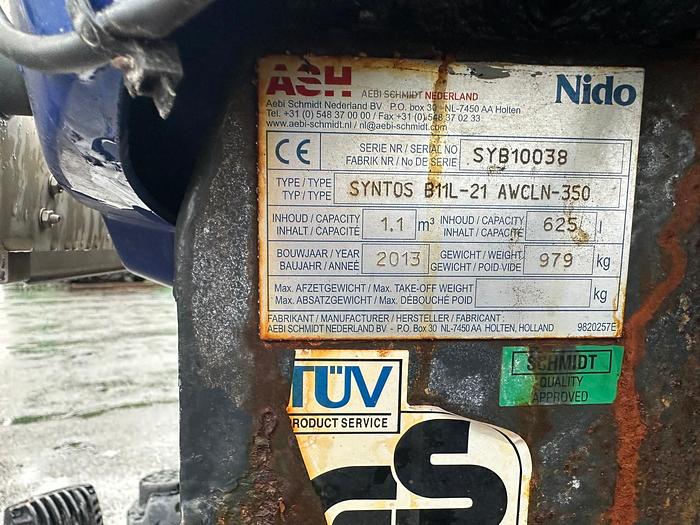 ASH AEBI SCHMIDT NEDERLAND
Nido
Aebi Schmidt Nederland BV P.O. box 30 NL-7450 AA Holten
Tel. +31 (0) 548 37 00 00 / Fax +31 (0) 548 37 02 33
www.aebi-schmidt.nl / nl@aebi-schmidt.com
CE
SERIE NR / SERIAL NO
FABRIK NR / No DE SERIE
SYB10038
TYPE / TYPE
TYP / TYPE
SYNTOS B11L-21 AWCLN-350
INHOUD / CAPACITY
INHALT / CAPACITÉ
1.1 m³
INHOUD / CAPACITY
INHALT / CAPACITÉ
625 l
BOUWJAAR / YEAR
BAUJAHR / ANNEÉ
2013
GEWICHT / WEIGHT
GEWICHT / POID-VIDE
979 kg
Max. AFZETGEWICHT / Max. TAKE-OFF WEIGHT
Max. ABSATZGEWICHT / Max. DÉBOUCHÉ POID
kg
FABRIKANT / MANUFACTURER / HERSTELLER / FABRICANT :
AEBI SCHMIDT NEDERLAND BV - P.O. Box 30 NL-7450 AA HOLTEN, HOLLAND 9820257E
TÜV
PRODUCT SERVICE
SCHMIDT
QUALITY
APPROVED
GS